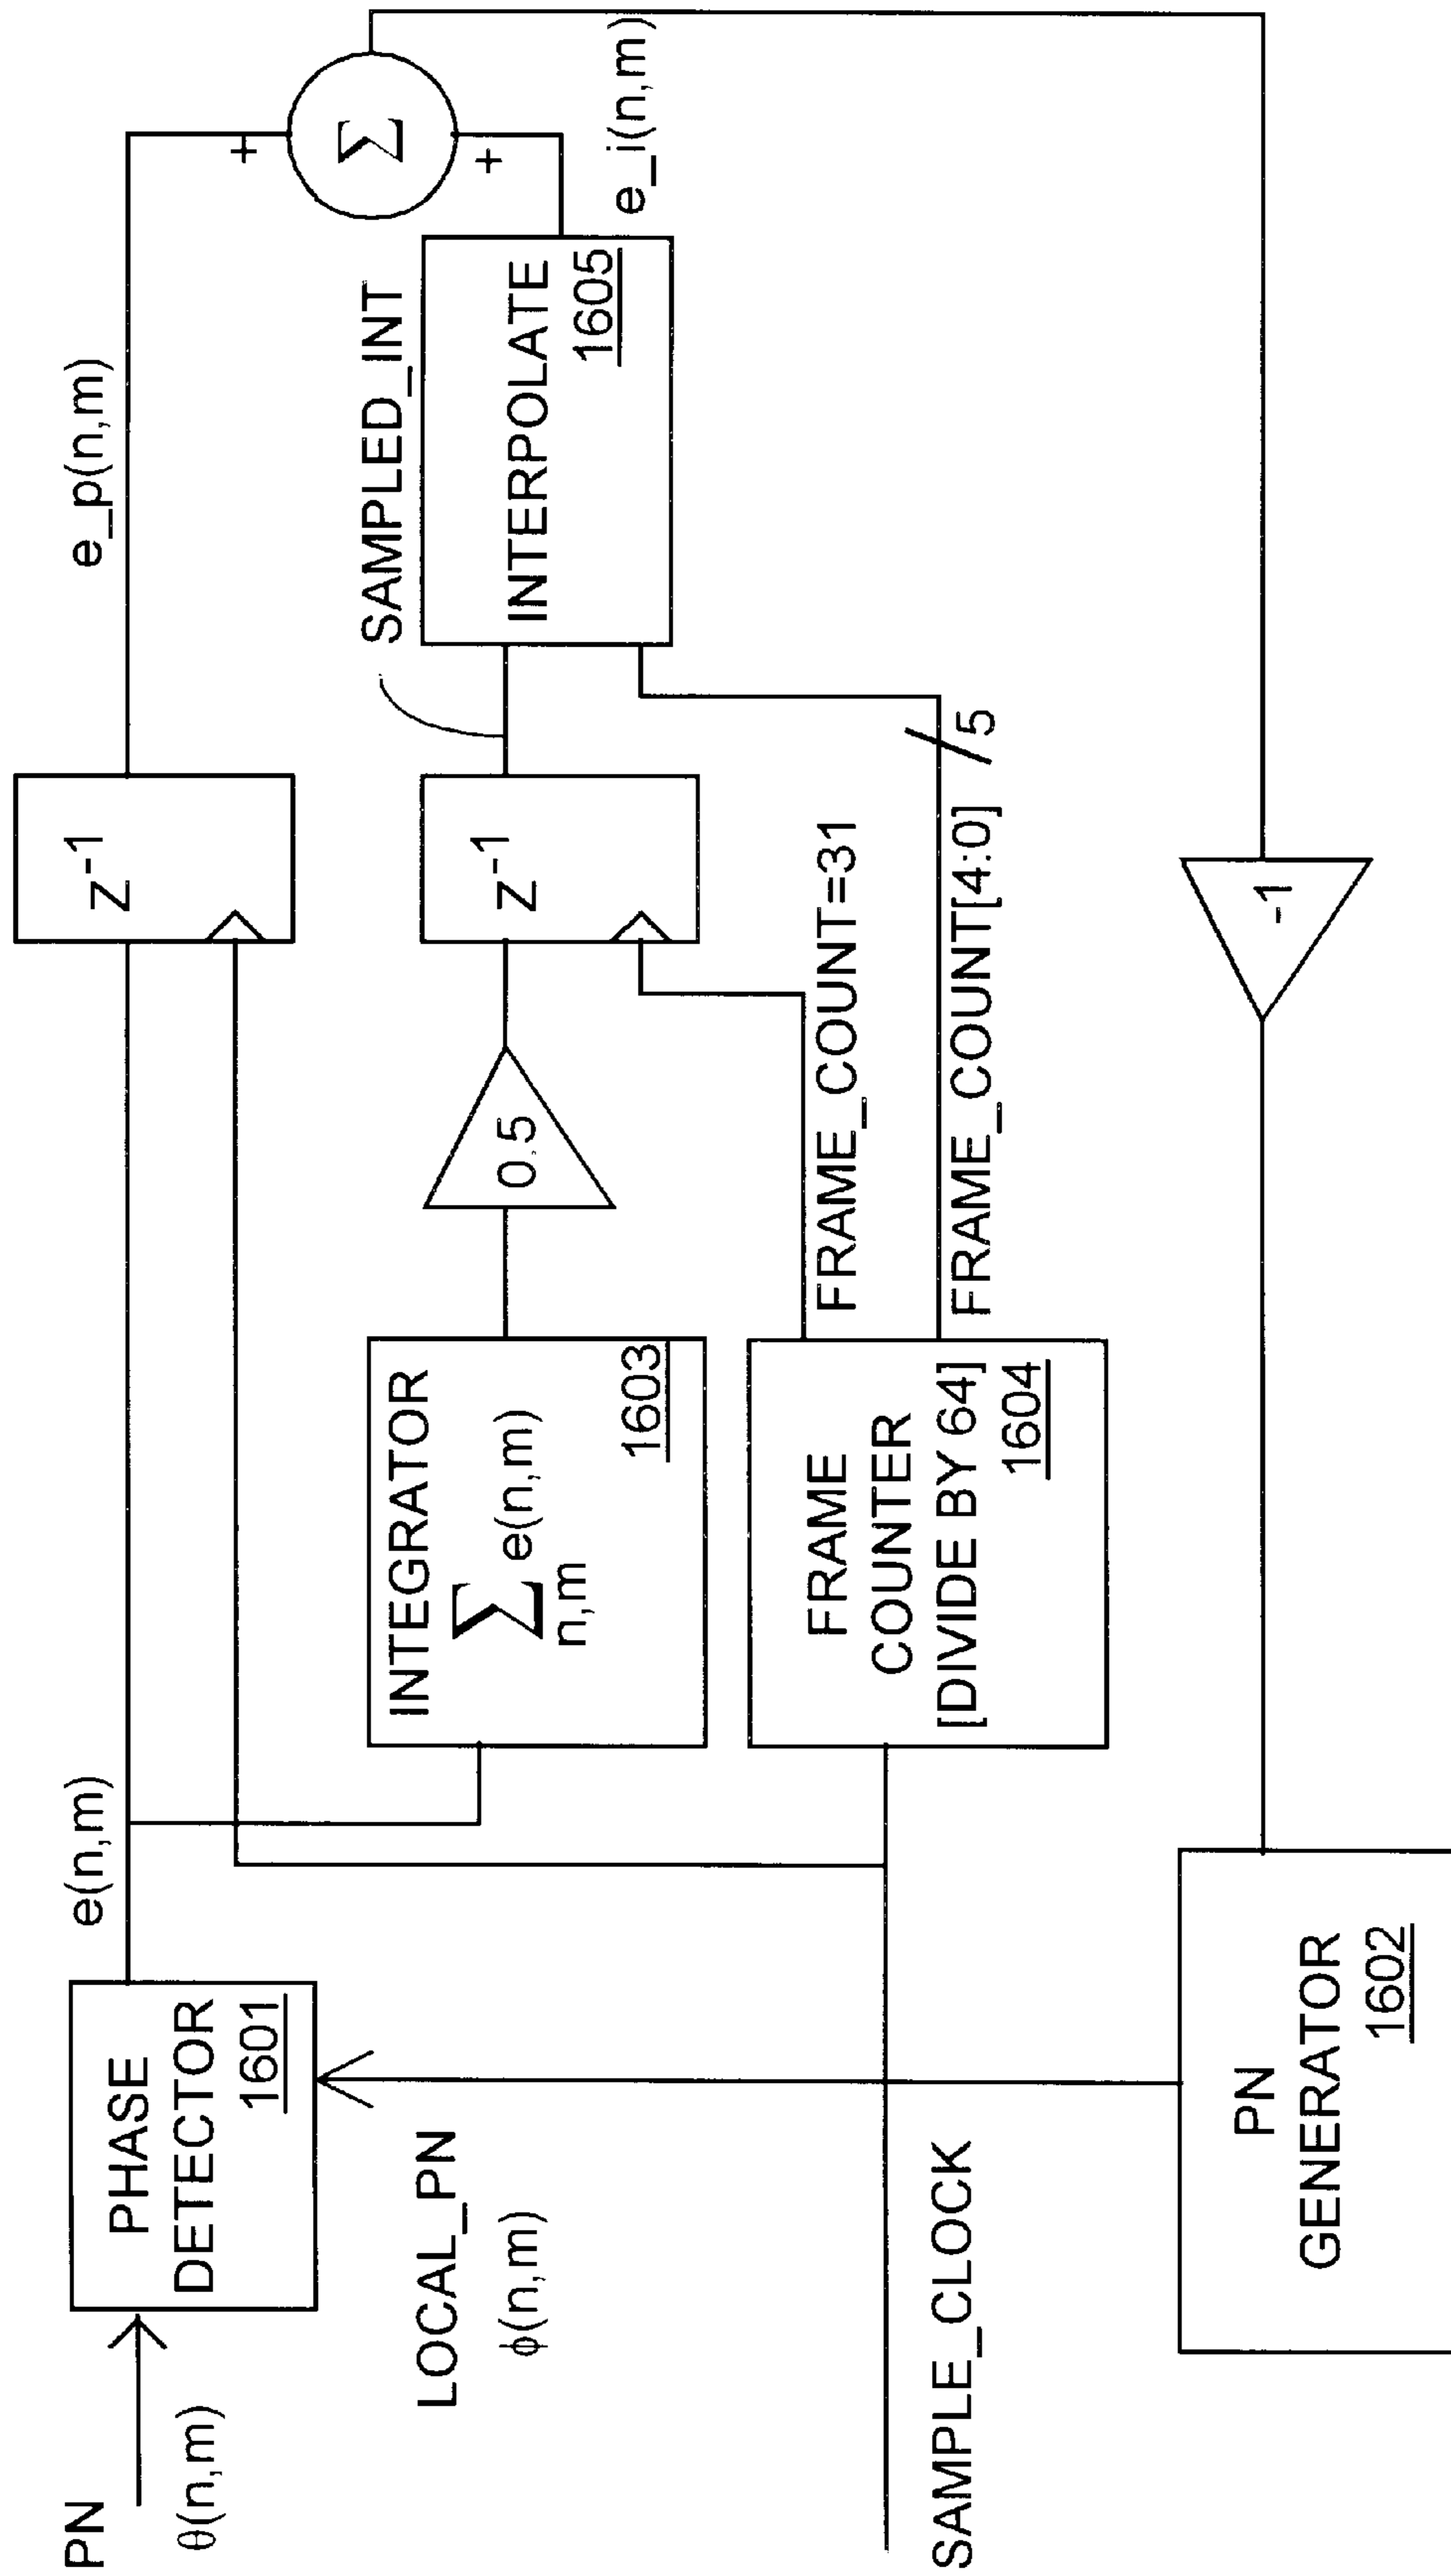 PN
θ(n,m)
PHASE
DETECTOR
1601
e(n,m)
z⁻¹
e_p(n,m)
+
Σ
+
e_i(n,m)
LOCAL_PN
ϕ(n,m)
INTEGRATOR
Σ e(n,m)
n,m
1603
0.5
z⁻¹
SAMPLED_INT
INTERPOLATE
1605
SAMPLE_CLOCK
FRAME
COUNTER
[DIVIDE BY 64]
1604
FRAME_COUNT=31
FRAME_COUNT[4:0]
5
PN
GENERATOR
1602
-1